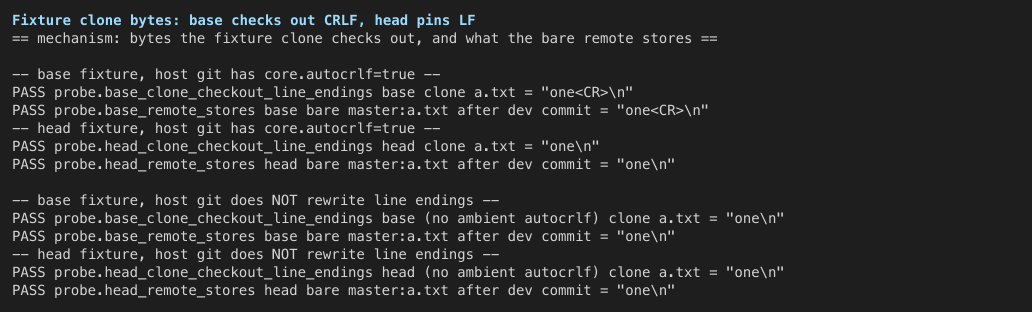 Fixture clone bytes: base checks out CRLF, head pins LF
== mechanism: bytes the fixture clone checks out, and what the bare remote stores ==
-- base fixture, host git has core.autocrlf=true --
PASS probe.base_clone_checkout_line_endings base clone a.txt = "one<CR>\n"
PASS probe.base_remote_stores base bare master:a.txt after dev commit = "one<CR>\n"
-- head fixture, host git has core.autocrlf=true --
PASS probe.head_clone_checkout_line_endings head clone a.txt = "one\n"
PASS probe.head_remote_stores head bare master:a.txt after dev commit = "one\n"
-- base fixture, host git does NOT rewrite line endings --
PASS probe.base_clone_checkout_line_endings base (no ambient autocrlf) clone a.txt = "one\n"
PASS probe.base_remote_stores base bare master:a.txt after dev commit = "one\n"
-- head fixture, host git does NOT rewrite line endings --
PASS probe.head_clone_checkout_line_endings head (no ambient autocrlf) clone a.txt = "one\n"
PASS probe.head_remote_stores head bare master:a.txt after dev commit = "one\n"